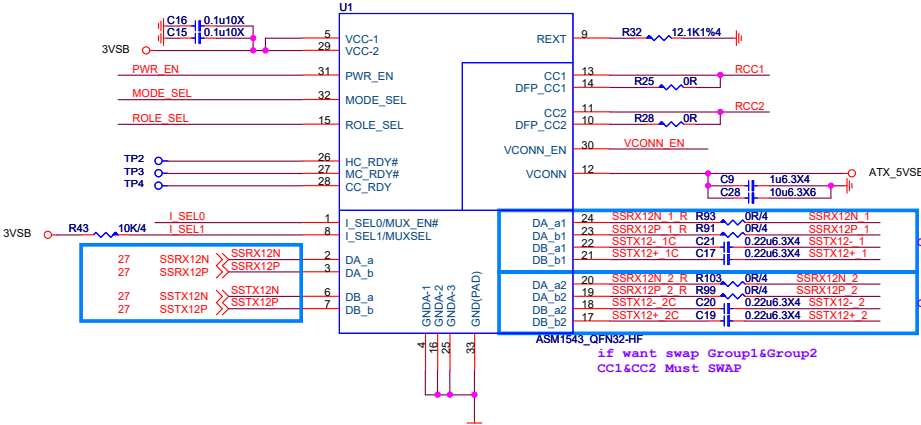 U1
C16 0.1u10X
C15 0.1u10X
3VSB
5 VCC-1
29 VCC-2
PWR_EN 31 PWR_EN
MODE_SEL 32 MODE_SEL
ROLE_SEL 15 ROLE_SEL
TP2 26 HC_RDY#
TP3 27 MC_RDY#
TP4 28 CC_RDY
I_SEL0 1 I_SEL0/MUX_EN#
3VSB R43 10K/4 I_SEL1 8 I_SEL1/MUXSEL
27 SSRX12N SSRX12N 2 DA_a
27 SSRX12P SSRX12P 3 DA_b
27 SSTX12N SSTX12N 6 DB_a
27 SSTX12P SSTX12P 7 DB_b
REXT 9 R32 12.1K1%4
CC1 13 RCC1
DFP_CC1 14 R25 0R
CC2 11 RCC2
DFP_CC2 10 R28 0R
VCONN_EN 30 VCONN_EN
VCONN 12 ATX_5VSB
C9 1u6.3X4
C28 10u6.3X6
DA_a1 24 SSRX12N_1_R R93 0R/4 SSRX12N_1
DA_b1 23 SSRX12P_1_R R91 0R/4 SSRX12P_1
DB_a1 22 SSTX12-_1C C21 0.22u6.3X4 SSTX12-_1
DB_b1 21 SSTX12+_1C C17 0.22u6.3X4 SSTX12+_1
DA_a2 20 SSRX12N_2_R R103 0R/4 SSRX12N_2
DA_b2 19 SSRX12P_2_R R99 0R/4 SSRX12P_2
DB_a2 18 SSTX12-_2C C20 0.22u6.3X4 SSTX12-_2
DB_b2 17 SSTX12+_2C C19 0.22u6.3X4 SSTX12+_2
GNDA-1
GNDA-2
GNDA-3
GND(PAD)
4 16 25 33
ASM1543_QFN32-HF
if want swap Group1&Group2
CC1&CC2 Must SWAP